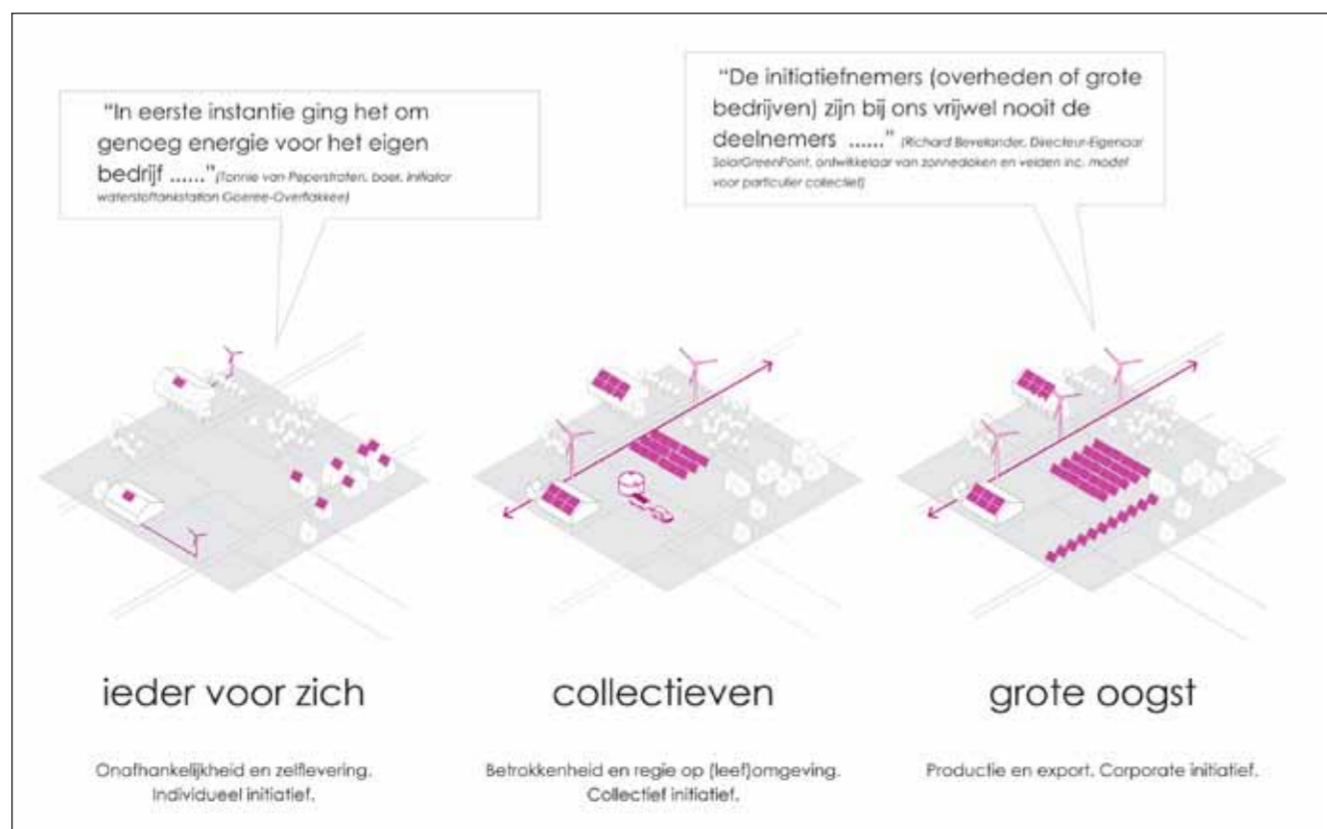 “In eerste instantie ging het om
genoeg energie voor het eigen
bedrijf ......”(Tonnie van Peperstraten, boer, initiator
waterstoftankstation Goeree-Overflakkee)
“De initiatiefnemers (overheden of grote
bedrijven) zijn bij ons vrijwel nooit de
deelnemers ......” (Richard Bevelander, Directeur-Eigenaar
SolarGreenPoint, ontwikkelaar van zonnedaken en velden inc. model
voor particulier collectief)
ieder voor zich
collectieven
grote oogst
Onafhankelijkheid en zelflevering.
Individueel initiatief.
Betrokkenheid en regie op (leef)omgeving.
Collectief initiatief.
Productie en export. Corporate initiatief.